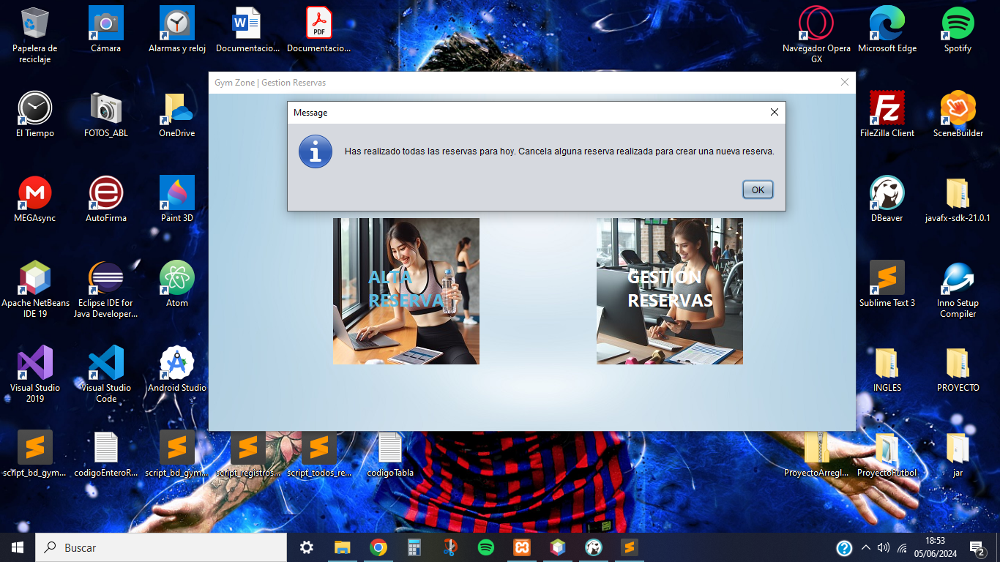 Papelera de
reciclaje
Cámara
Alarmas y reloj
Documentacio...
PDF
Documentacio...
Navegador Opera
GX
Microsoft Edge
Spotify
Gym Zone | Gestion Reservas
Message
Has realizado todas las reservas para hoy. Cancela alguna reserva realizada para crear una nueva reserva.
OK
ALTA
RESERVA
GESTION
RESERVAS
El Tiempo
FOTOS_ABL
OneDrive
FileZilla Client
SceneBuilder
MEGAsync
AutoFirma
Paint 3D
DBeaver
javafx-sdk-21.0.1
Apache NetBeans
IDE 19
Eclipse IDE for
Java Developer...
Atom
Sublime Text 3
Inno Setup
Compiler
Visual Studio
2019
Visual Studio
Code
Android Studio
INGLES
PROYECTO
script_bd_gym...
codigoEnteroR...
script_bd_gym...
script_registros...
script_todos_re...
codigoTabla
ProyectoArregl...
ProyectoFutbol
jar
Buscar
18:53
05/06/2024
2